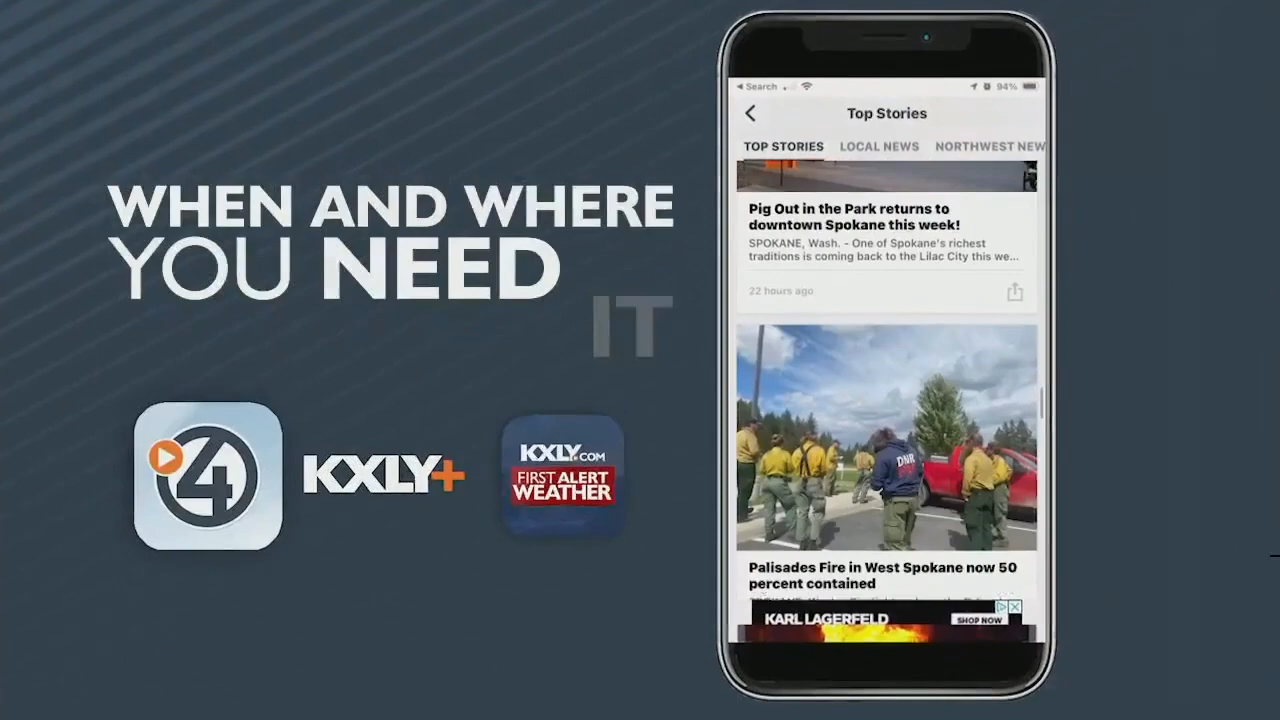 WHEN AND WHERE
YOU NEED
IT
4
KXLY+
KXLY.COM
FIRST ALERT
WEATHER
Search
94%
Top Stories
TOP STORIES LOCAL NEWS NORTHWEST NEW
Pig Out in the Park returns to
downtown Spokane this week!
SPOKANE, Wash. - One of Spokane's richest
traditions is coming back to the Lilac City this we...
22 hours ago
DNR
Palisades Fire in West Spokane now 50
percent contained
KARL LAGERFELD
SHOP NOW